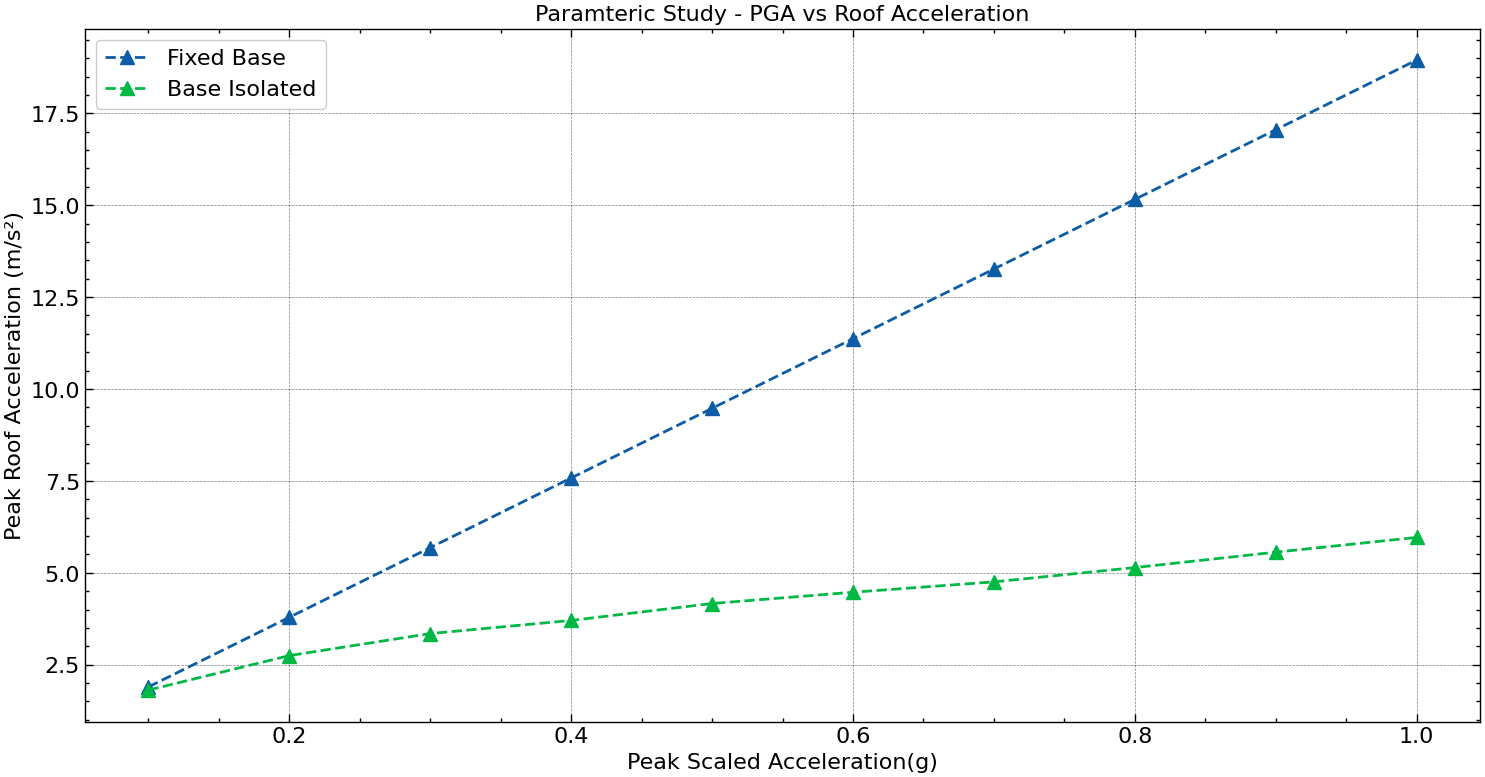 Paramteric Study - PGA vs Roof Acceleration
Fixed Base
Base Isolated
Peak Roof Acceleration (m/s²)
17.5
15.0
12.5
10.0
7.5
5.0
2.5
0.2 0.4 0.6 0.8 1.0
Peak Scaled Acceleration(g)